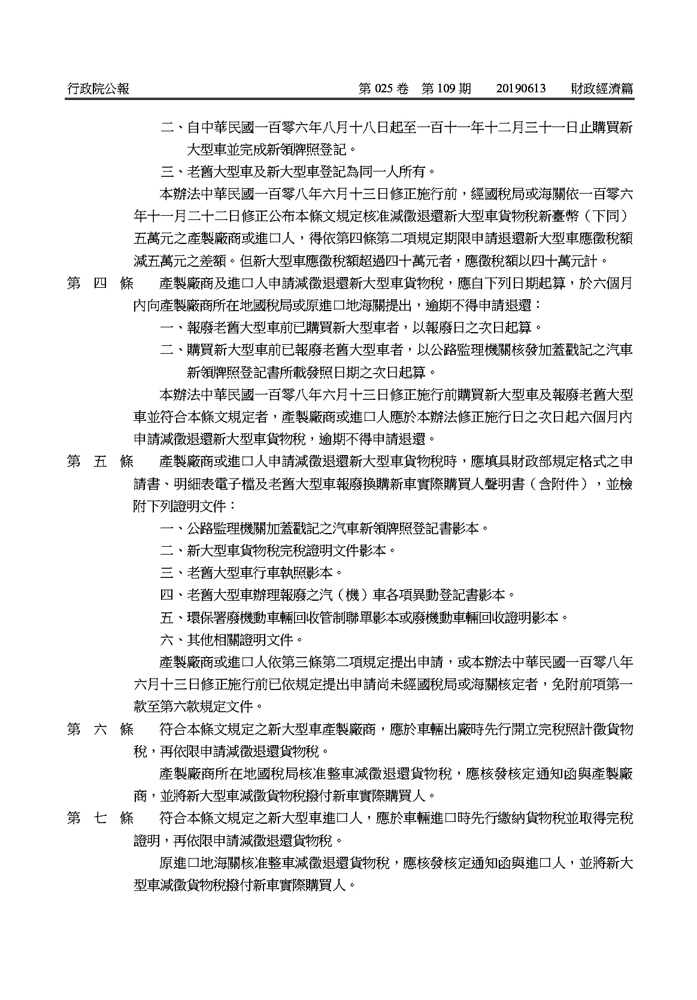 行政院公報　第 025 卷　第 109 期　20190613　財政經濟篇
二、自中華民國一百零六年八月十八日起至一百十一年十二月三十一日止購買新
大型車並完成新領牌照登記。
三、老舊大型車及新大型車登記為同一人所有。
本辦法中華民國一百零八年六月十三日修正施行前，經國稅局或海關依一百零六
年十一月二十二日修正公布本條文規定核准減徵退還新大型車貨物稅新臺幣（下同）
五萬元之產製廠商或進口人，得依第四條第二項規定期限申請退還新大型車應徵稅額
減五萬元之差額。但新大型車應徵稅額超過四十萬元者，應徵稅額以四十萬元計。
第　四　條　　產製廠商及進口人申請減徵退還新大型車貨物稅，應自下列日期起算，於六個月
內向產製廠商所在地國稅局或原進口地海關提出，逾期不得申請退還：
一、報廢老舊大型車前已購買新大型車者，以報廢日之次日起算。
二、購買新大型車前已報廢老舊大型車者，以公路監理機關核發加蓋戳記之汽車
新領牌照登記書所載發照日期之次日起算。
本辦法中華民國一百零八年六月十三日修正施行前購買新大型車及報廢老舊大型
車並符合本條文規定者，產製廠商或進口人應於本辦法修正施行日之次日起六個月內
申請減徵退還新大型車貨物稅，逾期不得申請退還。
第　五　條　　產製廠商或進口人申請減徵退還新大型車貨物稅時，應填具財政部規定格式之申
請書、明細表電子檔及老舊大型車報廢換購新車實際購買人聲明書（含附件），並檢
附下列證明文件：
一、公路監理機關加蓋戳記之汽車新領牌照登記書影本。
二、新大型車貨物稅完稅證明文件影本。
三、老舊大型車行車執照影本。
四、老舊大型車辦理報廢之汽（機）車各項異動登記書影本。
五、環保署廢機動車輛回收管制聯單影本或廢機動車輛回收證明影本。
六、其他相關證明文件。
產製廠商或進口人依第三條第二項規定提出申請，或本辦法中華民國一百零八年
六月十三日修正施行前已依規定提出申請尚未經國稅局或海關核定者，免附前項第一
款至第六款規定文件。
第　六　條　　符合本條文規定之新大型車產製廠商，應於車輛出廠時先行開立完稅照計徵貨物
稅，再依限申請減徵退還貨物稅。
產製廠商所在地國稅局核准整車減徵退還貨物稅，應核發核定通知函與產製廠
商，並將新大型車減徵貨物稅撥付新車實際購買人。
第　七　條　　符合本條文規定之新大型車進口人，應於車輛進口時先行繳納貨物稅並取得完稅
證明，再依限申請減徵退還貨物稅。
原進口地海關核准整車減徵退還貨物稅，應核發核定通知函與進口人，並將新大
型車減徵貨物稅撥付新車實際購買人。